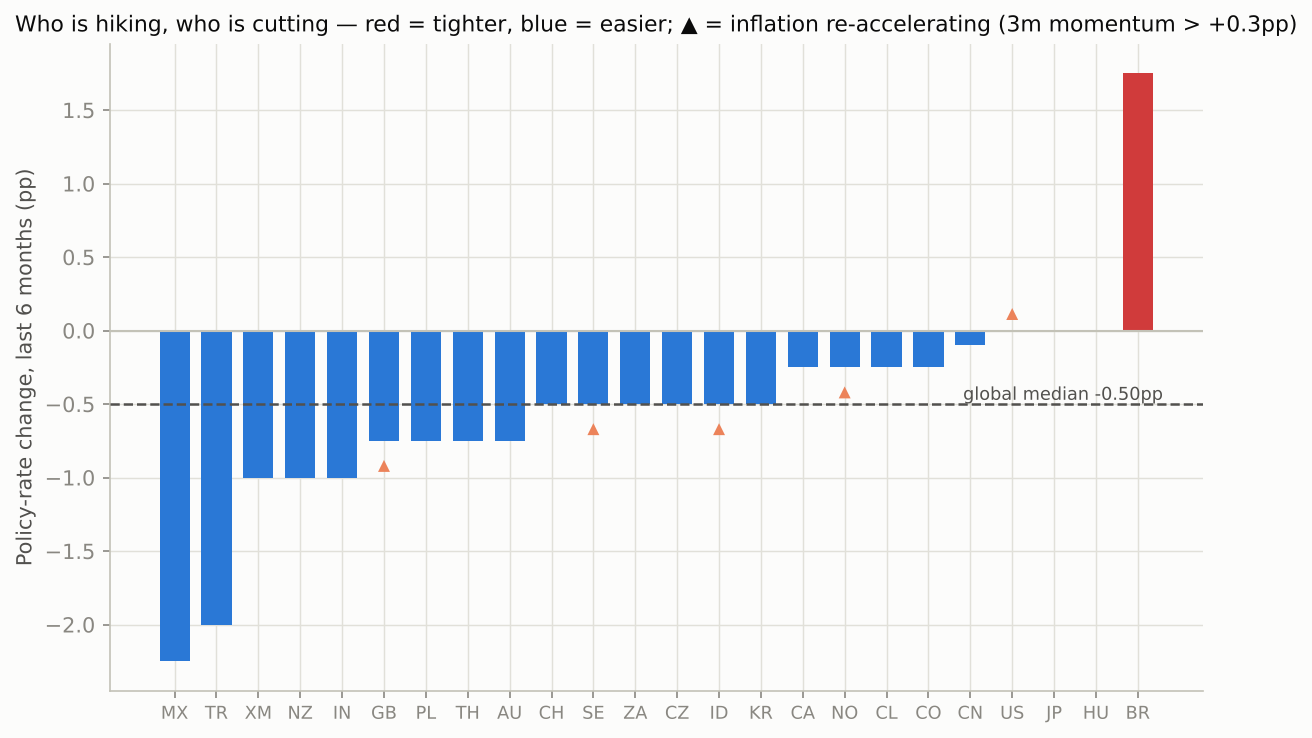 Who is hiking, who is cutting — red = tighter, blue = easier; ▲ = inflation re-accelerating (3m momentum > +0.3pp)
Policy-rate change, last 6 months (pp)
1.5
1.0
0.5
0.0
−0.5
−1.0
−1.5
−2.0
global median -0.50pp
MX TR XM NZ IN GB PL TH AU CH SE ZA CZ ID KR CA NO CL CO CN US JP HU BR